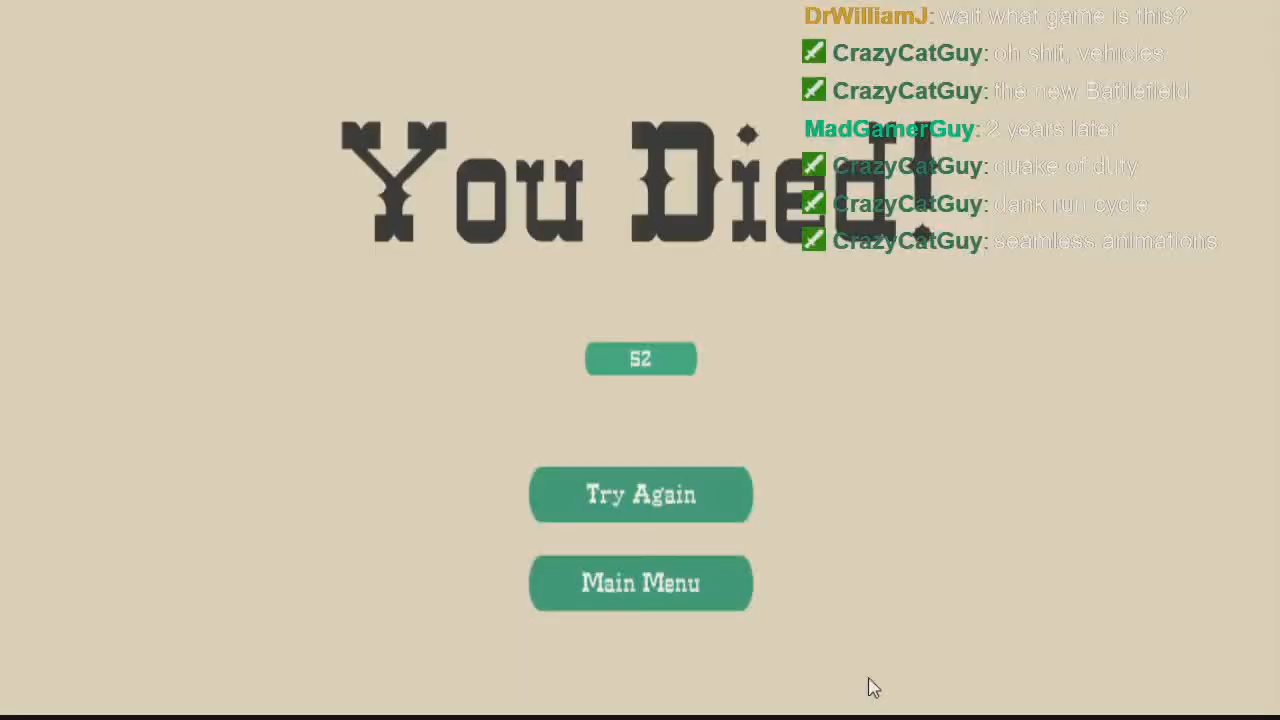 DrWilliamJ: wait what game is this?
CrazyCatGuy: oh shit, vehicles
CrazyCatGuy: the new Battlefield
MadGamerGuy: 2 years later
CrazyCatGuy: quake of duty
CrazyCatGuy: dank run cycle
CrazyCatGuy: seamless animations
You Died!
52
Try Again
Main Menu